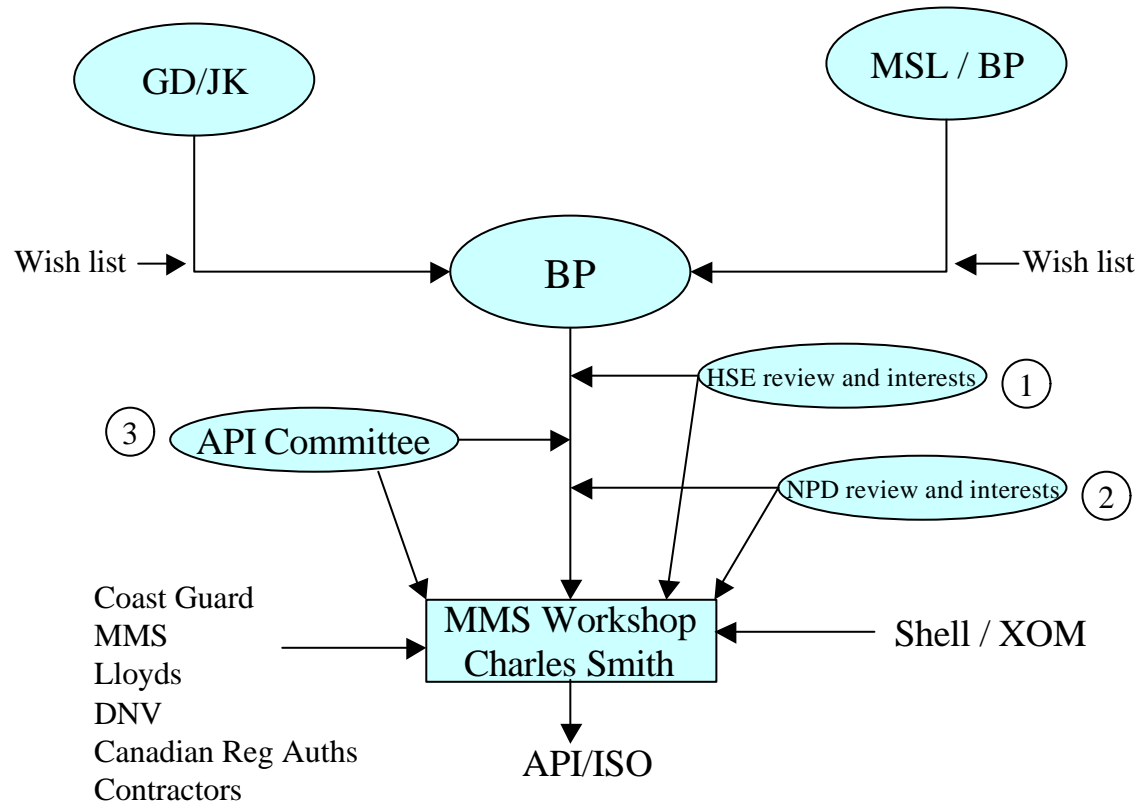 GD/JK
MSL / BP
Wish list
BP
Wish list
HSE review and interests
1
3
API Committee
NPD review and interests
2
Coast Guard
MMS
Lloyds
DNV
Canadian Reg Auths
Contractors
MMS Workshop
Charles Smith
Shell / XOM
API/ISO